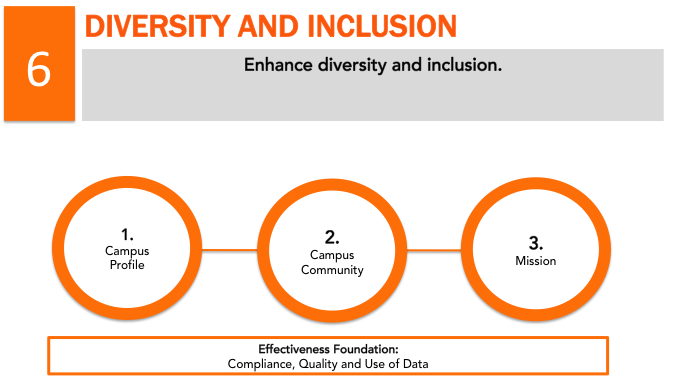 6
DIVERSITY AND INCLUSION
Enhance diversity and inclusion.
1.
Campus
Profile
2.
Campus
Community
3.
Mission
Effectiveness Foundation:
Compliance, Quality and Use of Data